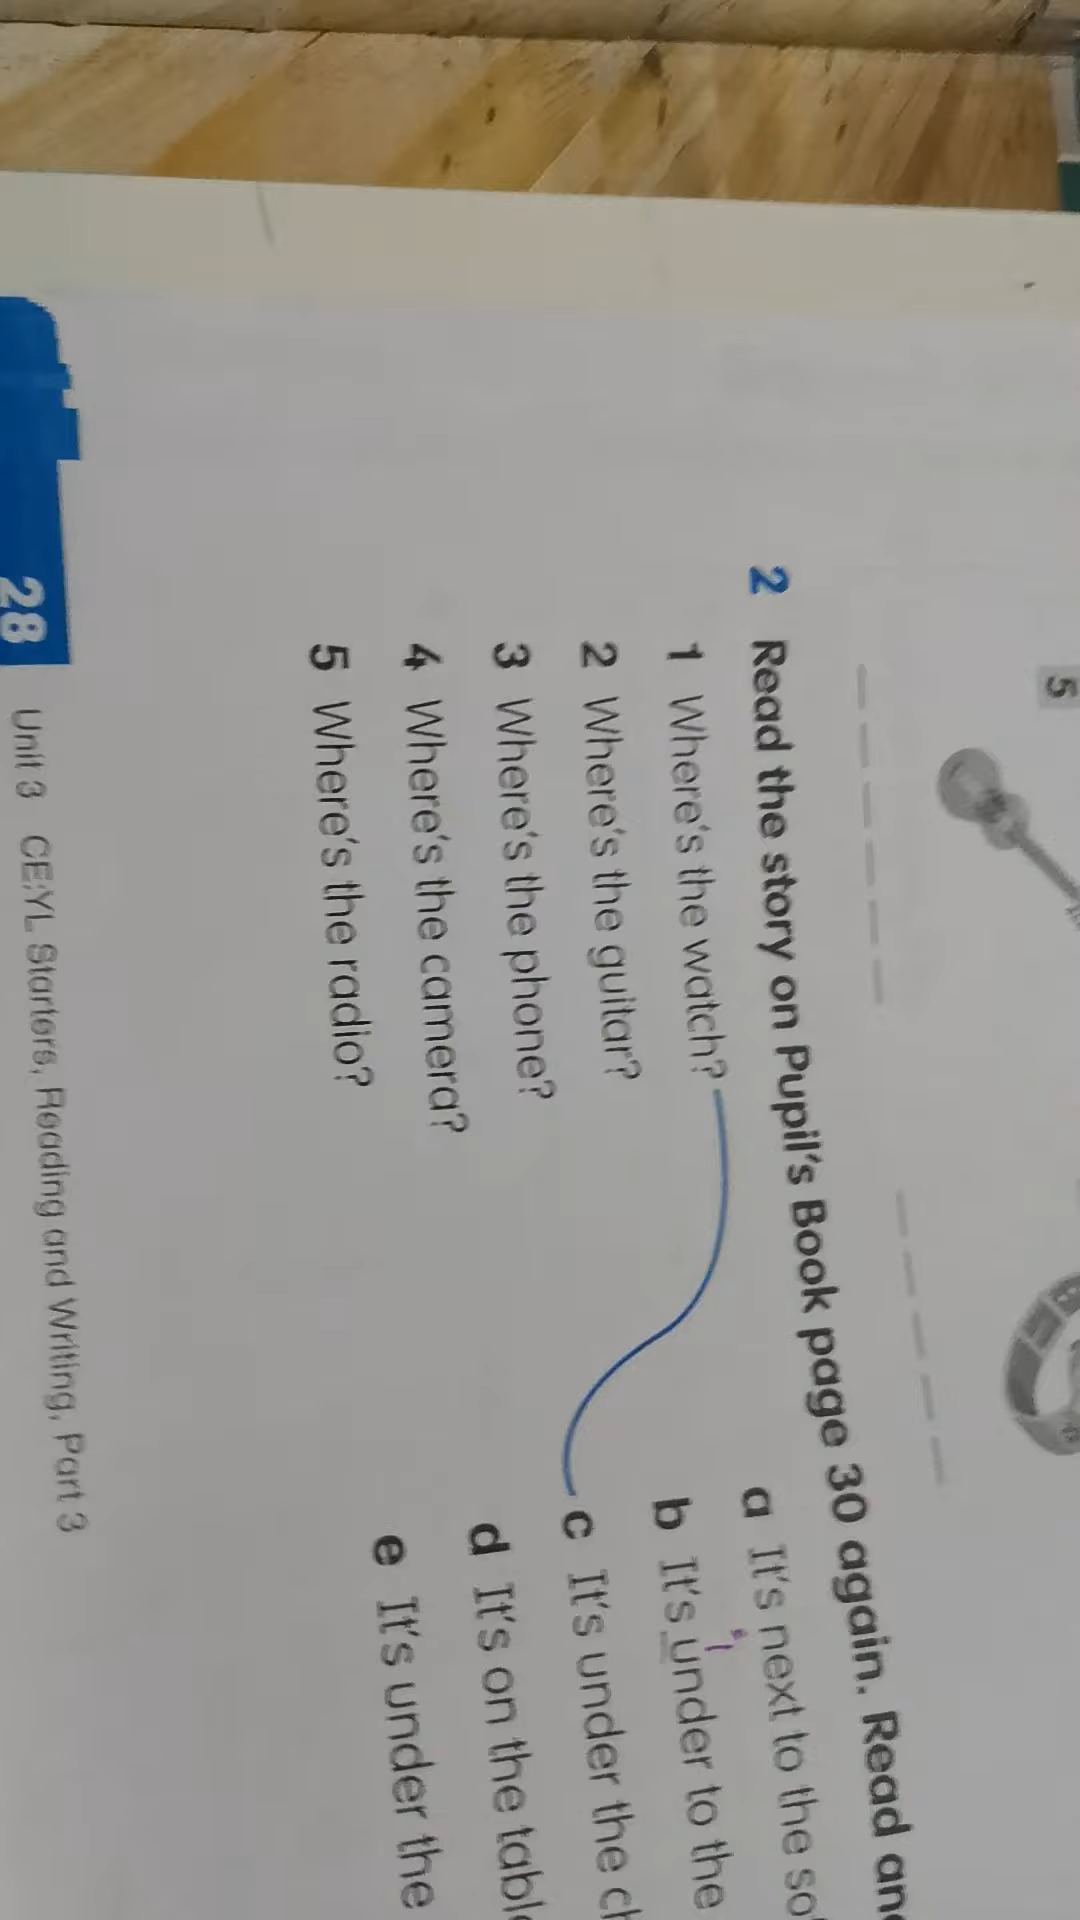 5
2 Read the story on Pupil's Book page 30 again. Read
1 Where's the watch?
2 Where's the guitar?
3 Where's the phone?
4 Where's the camera?
5 Where's the radio?
a It's next to the
b It's under to the
c It's under the
d It's on the
e It's under the
28 Unit 3 CE:YL Starters, Reading and Writing, Part 3